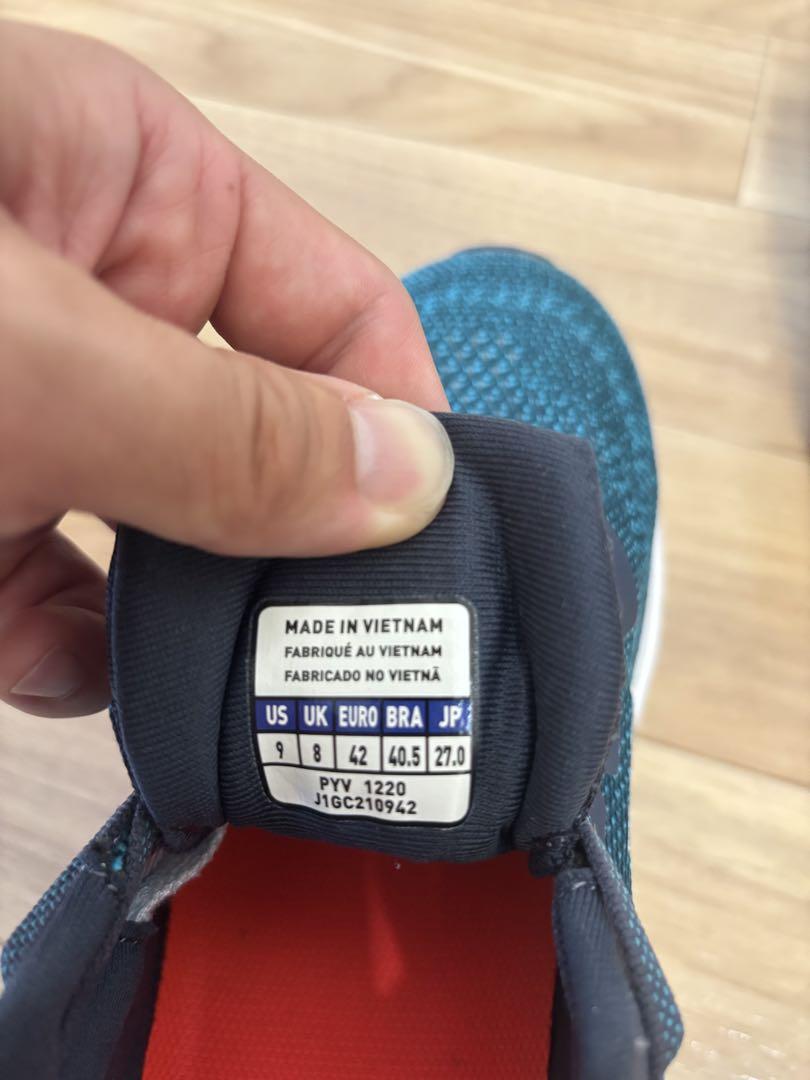 MADE IN VIETNAM
FABRIQUÉ AU VIETNAM
FABRICADO NO VIETNÃ
US UK EURO BRA JP
9 8 42 40.5 27.0
PYV 1220
J1GC210942